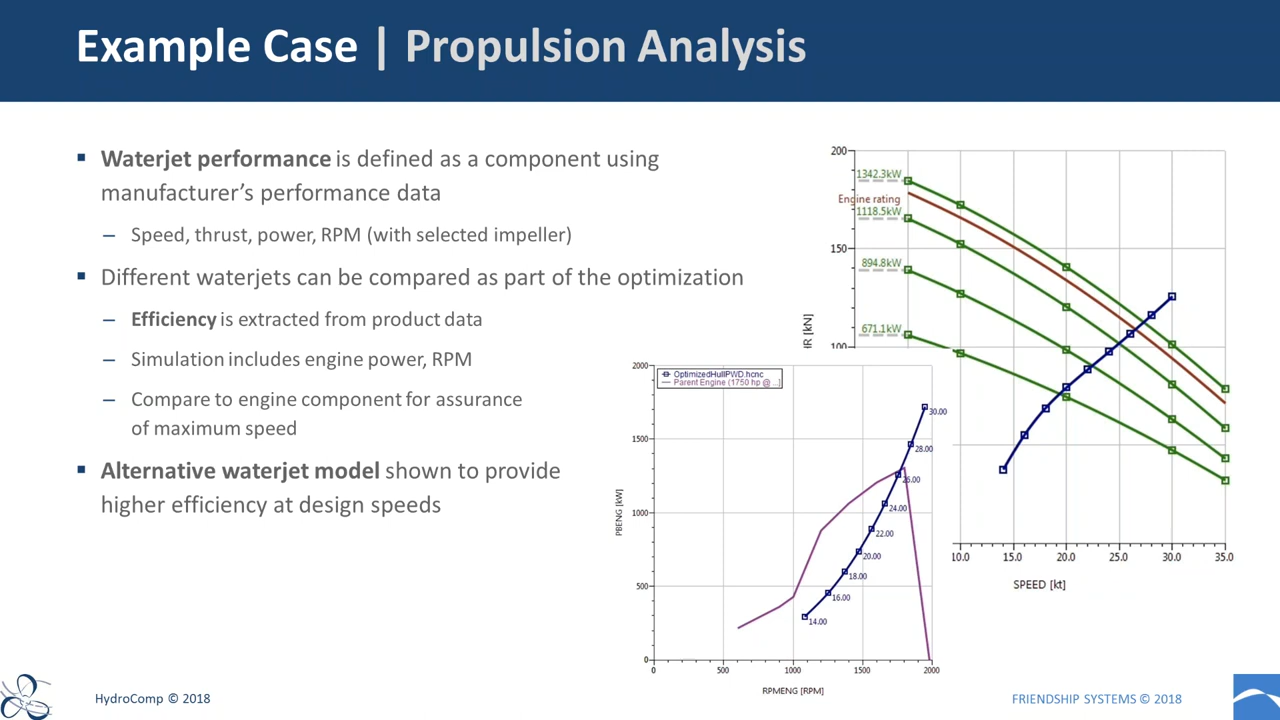 Example Case | Propulsion Analysis
▪ Waterjet performance is defined as a component using
manufacturer’s performance data
– Speed, thrust, power, RPM (with selected impeller)
▪ Different waterjets can be compared as part of the optimization
– Efficiency is extracted from product data
– Simulation includes engine power, RPM
– Compare to engine component for assurance
of maximum speed
▪ Alternative waterjet model shown to provide
higher efficiency at design speeds
200
150
100
HR [kN]
1342.3kW
Engine rating
1118.5kW
894.8kW
671.1kW
10.0 15.0 20.0 25.0 30.0 35.0
SPEED [kt]
2000
1500
1000
500
0
PBENG [kW]
OptimizedHullPWD.hcnc
Parent Engine (1750 hp @ ...]
30.00
28.00
26.00
24.00
22.00
20.00
18.00
16.00
14.00
0 500 1000 1500 2000
RPMENG [RPM]
HydroComp © 2018
FRIENDSHIP SYSTEMS © 2018